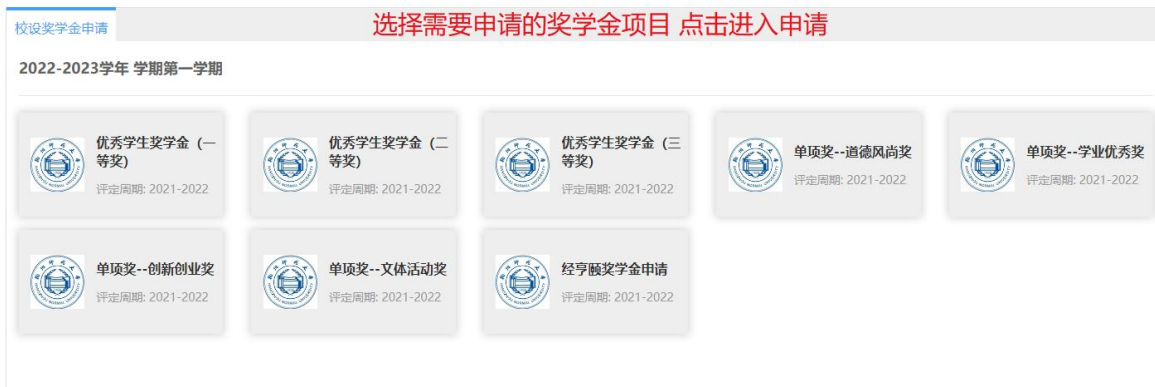 校设奖学金申请
选择需要申请的奖学金项目 点击进入申请
2022-2023学年 学期第一学期
优秀学生奖学金（一
等奖）
评定周期: 2021-2022
优秀学生奖学金（二
等奖）
评定周期: 2021-2022
优秀学生奖学金（三
等奖）
评定周期: 2021-2022
单项奖--道德风尚奖
评定周期: 2021-2022
单项奖--学业优秀奖
评定周期: 2021-2022
单项奖--创新创业奖
评定周期: 2021-2022
单项奖--文体活动奖
评定周期: 2021-2022
经亨颐奖学金申请
评定周期: 2021-2022